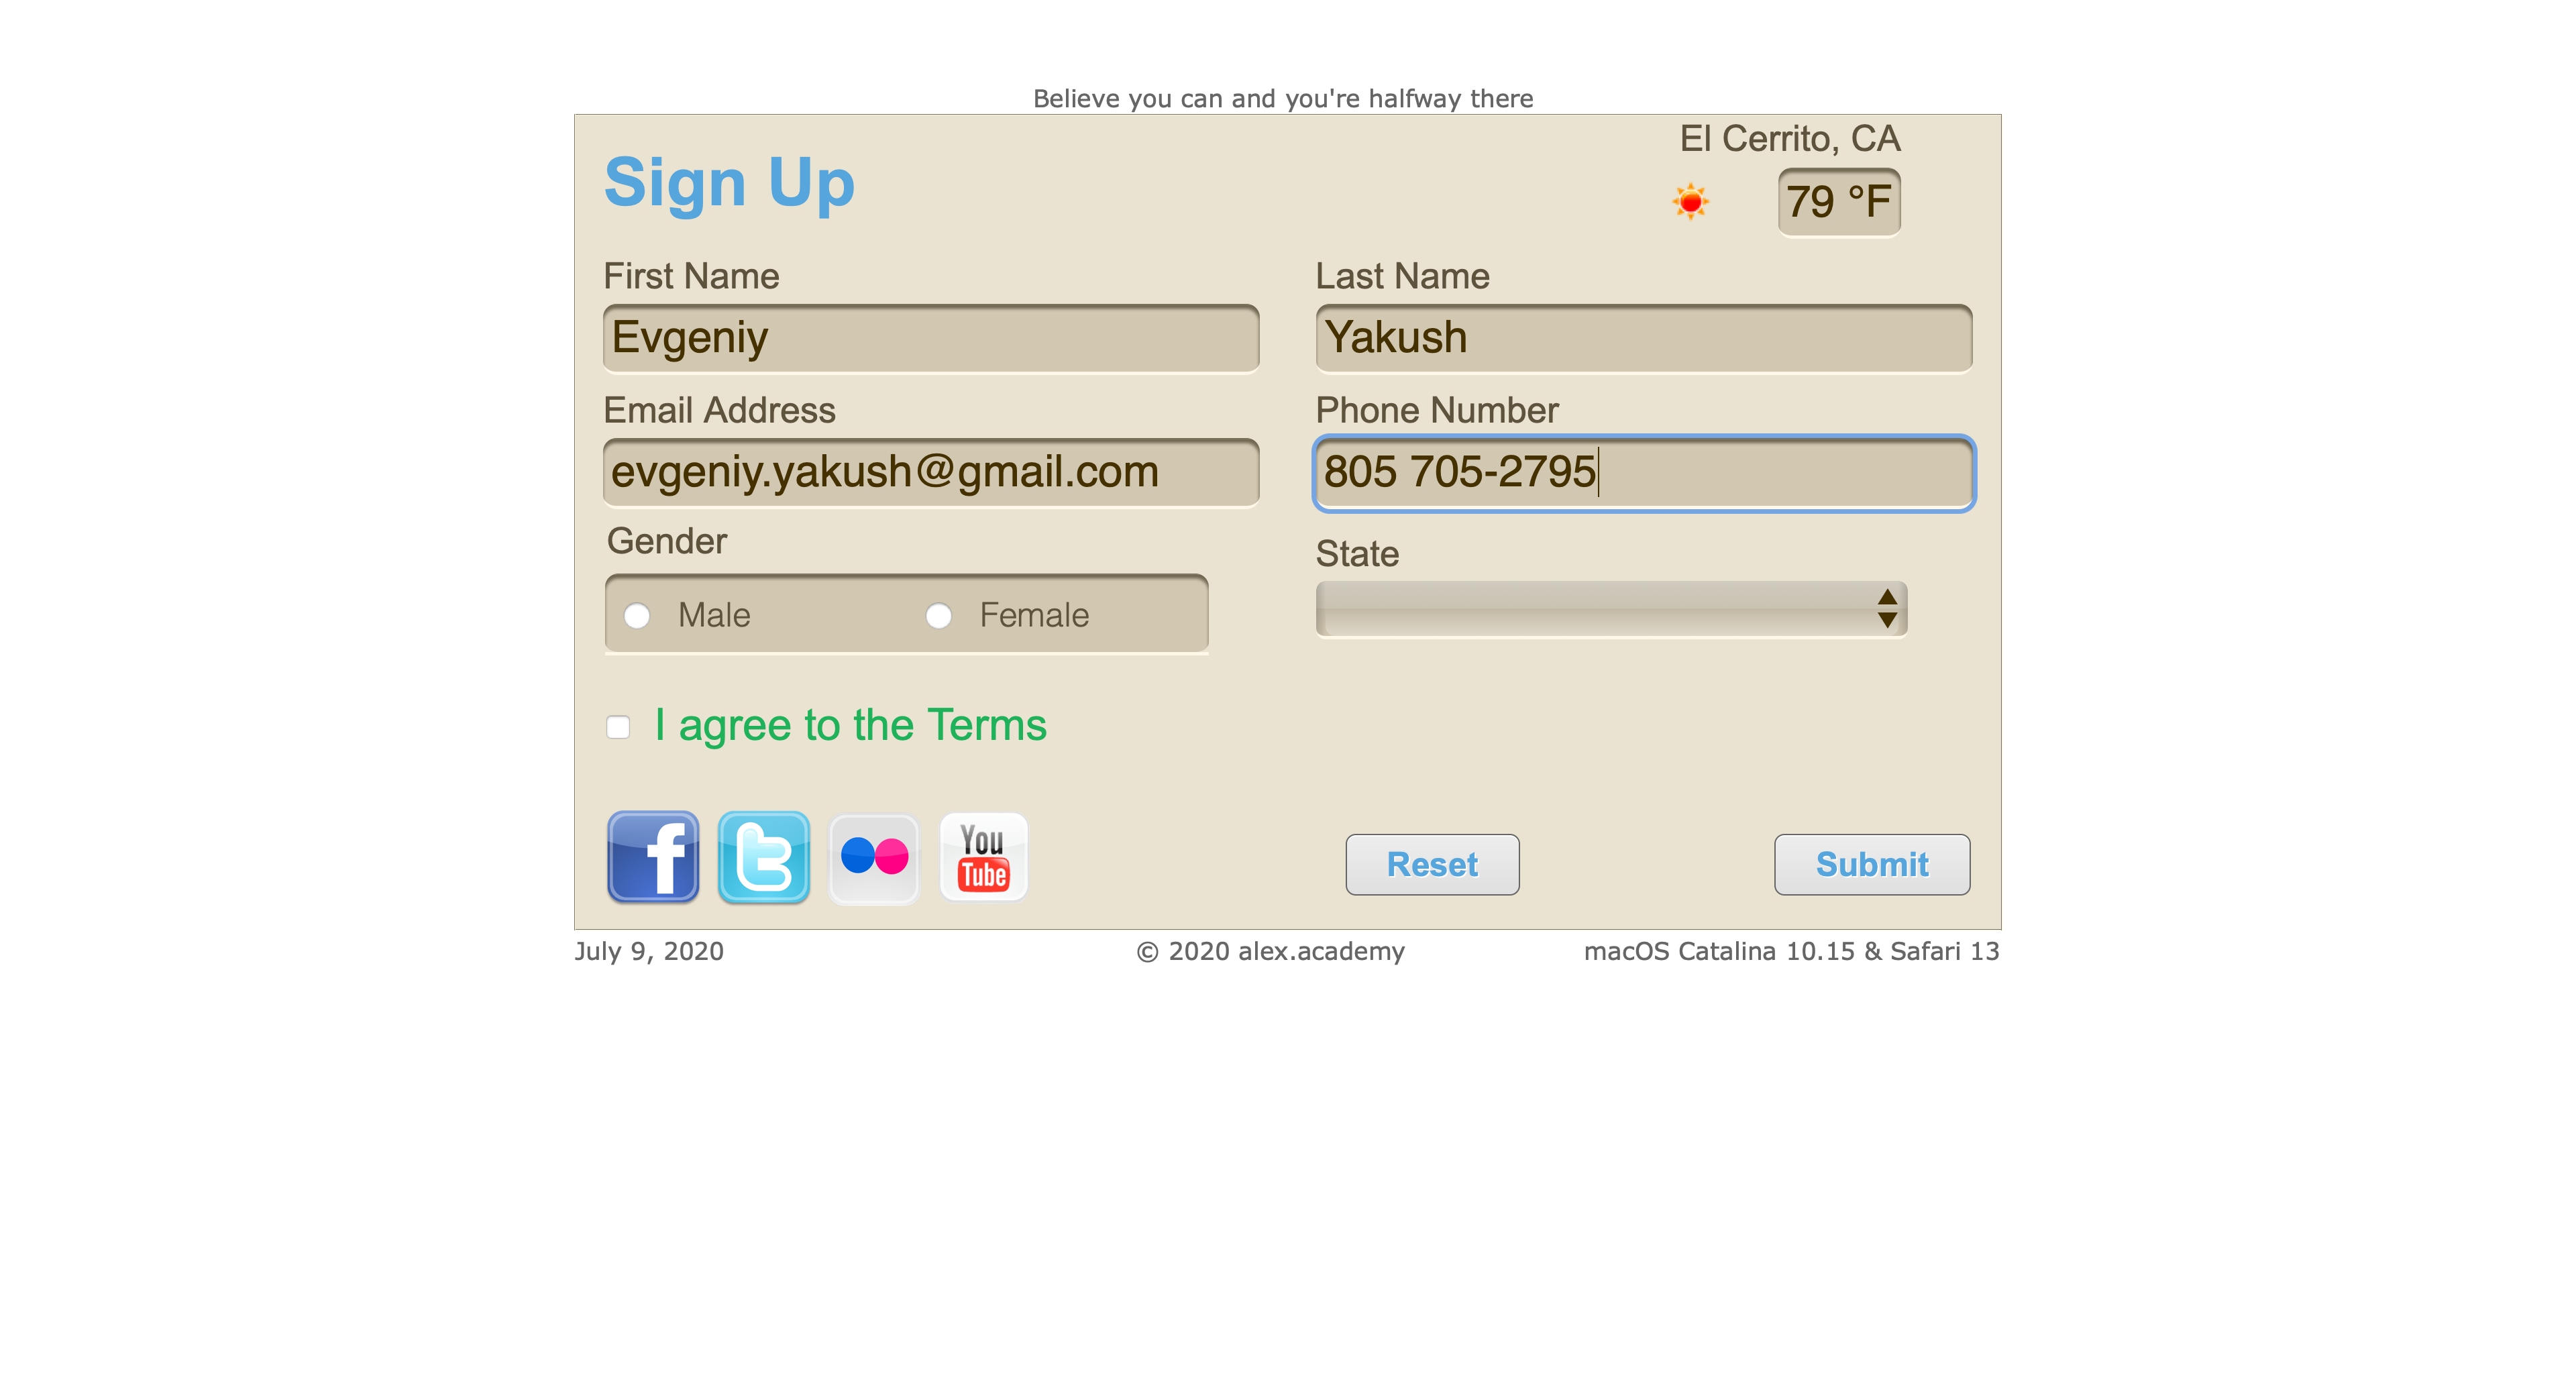 Believe you can and you're halfway there
El Cerrito, CA
Sign Up
79 °F
First Name
Last Name
Evgeniy
Yakush
Email Address
Phone Number
evgeniy.yakush@gmail.com
805 705-2795
Gender
State
Male
Female
I agree to the Terms
f
t
You
Tube
Reset
Submit
July 9, 2020
© 2020 alex.academy
macOS Catalina 10.15 & Safari 13